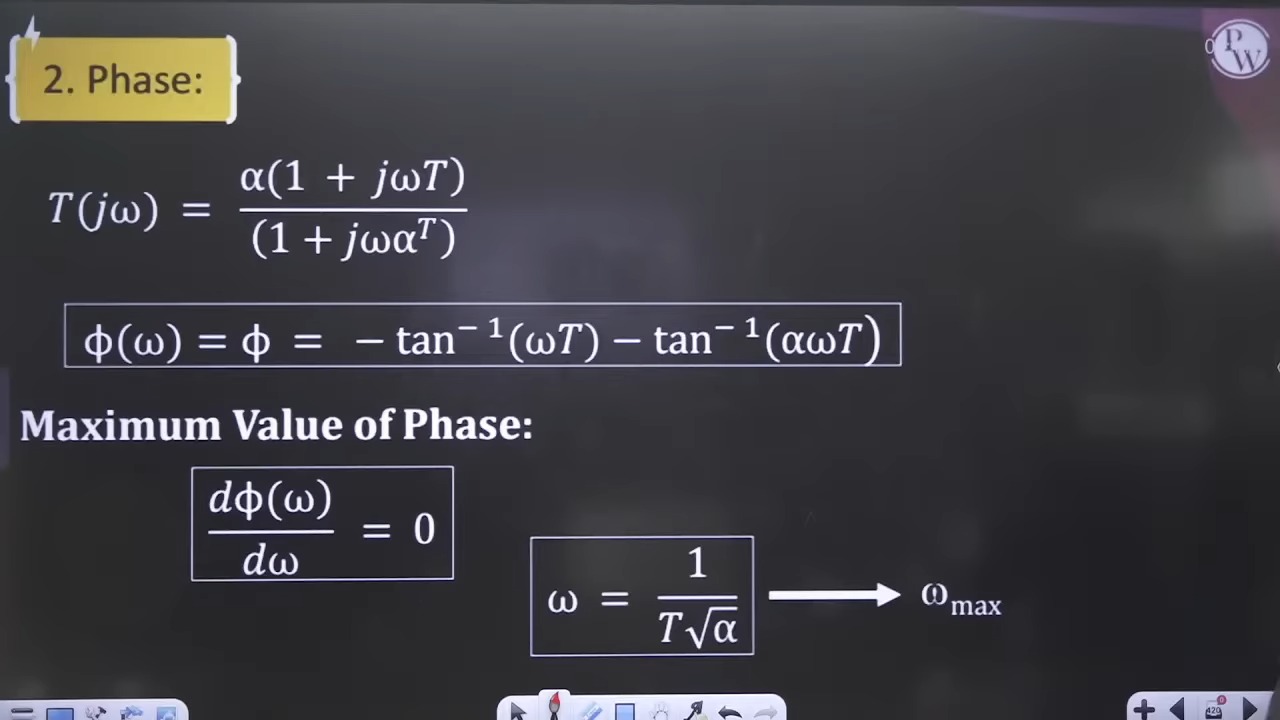 2. Phase:
PW
T(jω) = α(1 + jωT) / (1 + jωα^T)
ϕ(ω) = ϕ = − tan⁻¹(ωT) − tan⁻¹(αωT)
Maximum Value of Phase:
dϕ(ω)/dω = 0
ω = 1/(T√α) → ω_max